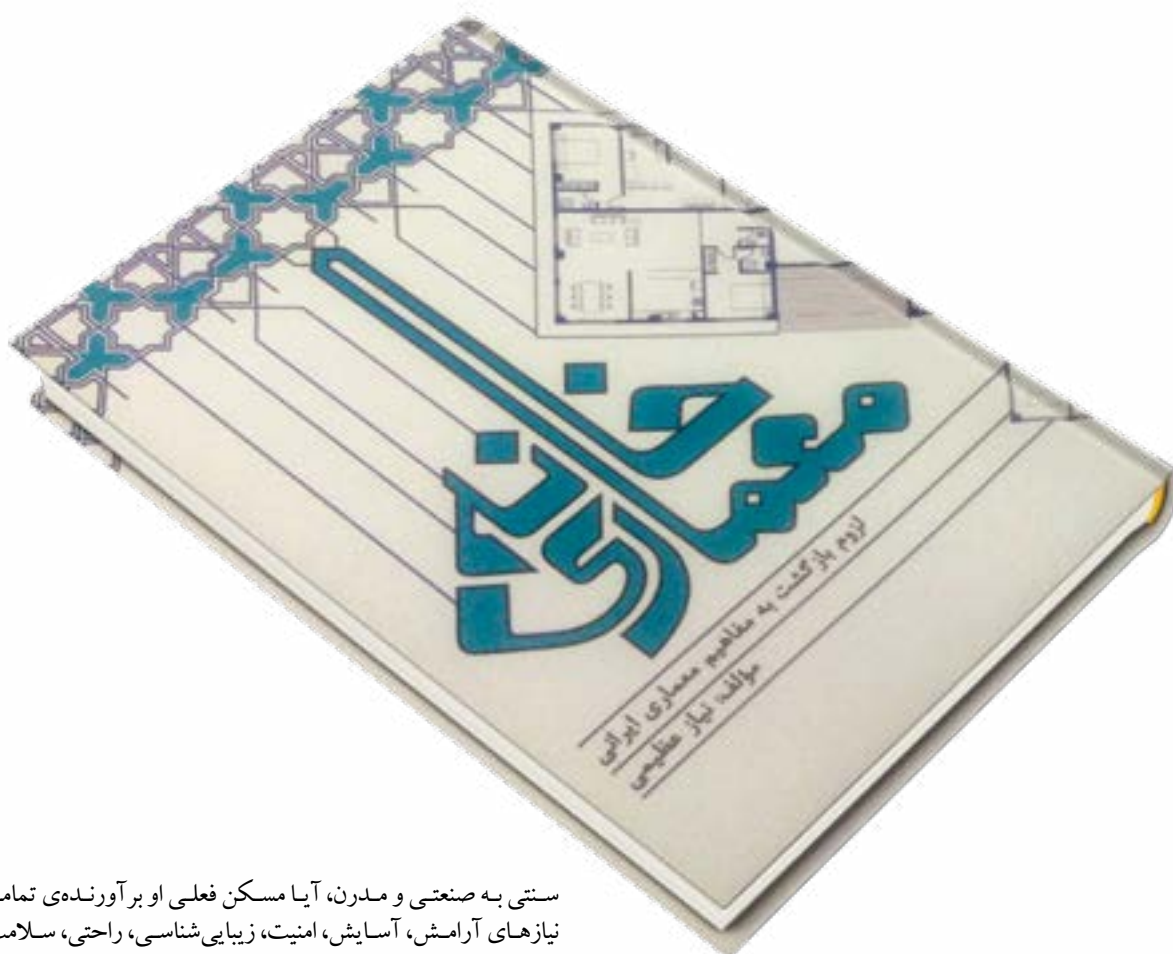 معماری
خانه
لزوم بازگشت به مفاهیم معماری ایرانی
مؤلف: نیاز عظیمی
سنتی به صنعتی و مدرن، آیا مسکن فعلی او برآورنده‌ی تمام
نیازهای آرامش، آسایش، امنیت، زیبایی‌شناسی، راحتی، سلامت